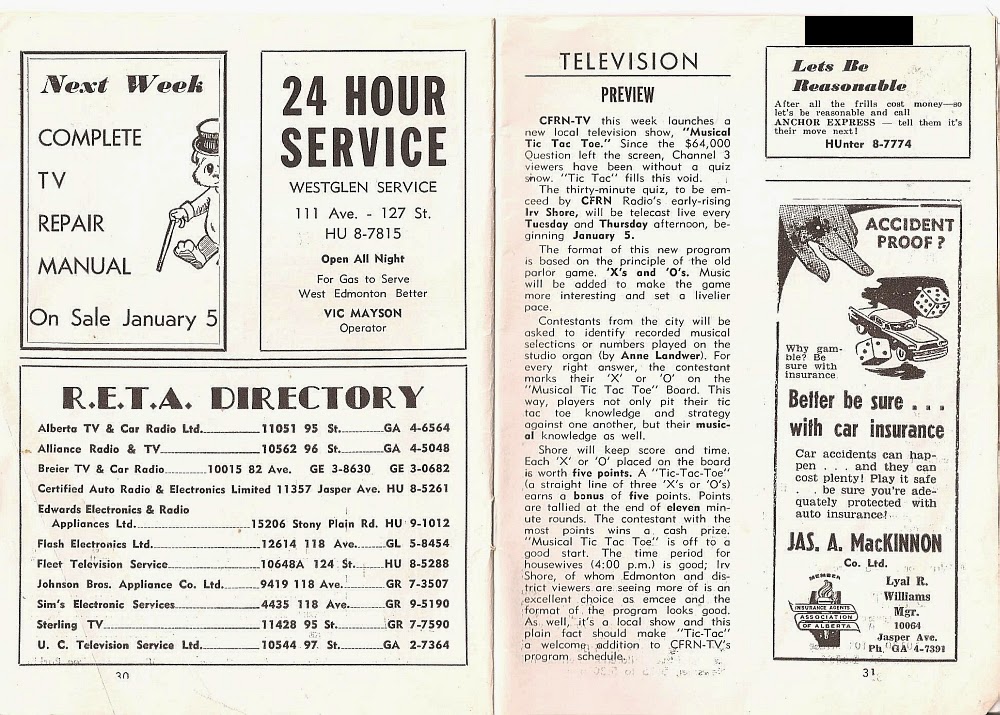 Next Week
COMPLETE
TV
REPAIR
MANUAL
On Sale January 5
24 HOUR
SERVICE
WESTGLEN SERVICE
111 Ave. - 127 St.
HU 8-7815
Open All Night
For Gas to Serve
West Edmonton Better
VIC MAYSON
Operator
R.E.T.A. DIRECTORY
Alberta TV & Car Radio Ltd. 11051 95 St. GA 4-6564
Alliance Radio & TV 10562 96 St. GA 4-5048
Breier TV & Car Radio 10015 82 Ave. GE 3-8630 GE 3-0682
Certified Auto Radio & Electronics Limited 11357 Jasper Ave. HU 8-5261
Edwards Electronics & Radio
Appliances Ltd. 15206 Stony Plain Rd. HU 9-1012
Flash Electronics Ltd. 12614 118 Ave. GL 5-8454
Fleet Television Service 10648A 124 St. HU 8-5288
Johnson Bros. Appliance Co. Ltd. 9419 118 Ave. GR 7-3507
Sim's Electronic Services 4435 118 Ave. GR 9-5190
Sterling TV 11428 95 St. GR 7-7590
U. C. Television Service Ltd. 10544 97 St. GA 2-7364
30
TELEVISION
PREVIEW
CFRN-TV this week launches a
new local television show, "Musical
Tic Tac Toe." Since the $64,000
Question left the screen, Channel 3
viewers have been without a quiz
show. "Tic Tac" fills this void.
The thirty-minute quiz, to be em-
ceed by CFRN Radio's early-rising
Irv Shore, will be telecast live every
Tuesday and Thursday afternoon, be-
ginning January 5.
The format of this new program
is based on the principle of the old
parlor game. 'X's and 'O's. Music
will be added to make the game
more interesting and set a livelier
pace.
Contestants from the city will be
asked to identify recorded musical
selections or numbers played on the
studio organ (by Anne Landwer). For
every right answer, the contestant
marks their 'X' or 'O' on the
"Musical Tic Tac Toe" Board. This
way, players not only pit their tic
tac toe knowledge and strategy
against one another, but their music-
al knowledge as well.
Shore will keep score and time.
Each 'X' or 'O' placed on the board
is worth five points. A "Tic-Tac-Toe"
(a straight line of three 'X's or 'O's)
earns a bonus of five points. Points
are tallied at the end of eleven min-
ute rounds. The contestant with the
most points wins a cash prize.
"Musical Tic Tac Toe" is off to a
good start. The time period for
housewives (4:00 p.m.) is good; Irv
Shore, of whom Edmonton and dis-
trict viewers are seeing more of is an
excellent choice as emcee and the
format of the program looks good.
As well, it's a local show and this
plain fact should make "Tic-Tac"
a welcome addition to CFRN-TV's
program schedule.
Lets Be
Reasonable
After all the frills cost money—so
let's be reasonable and call
ANCHOR EXPRESS — tell them it's
their move next!
HUnter 8-7774
ACCIDENT
PROOF?
Why gam-
ble? Be
sure with
insurance.
Better be sure . . .
with car insurance
Car accidents can hap-
pen . . . and they can
cost plenty! Play it safe
. . be sure you're ade-
quately protected with
auto insurance!
JAS. A. MacKINNON
Co. Ltd.
MEMBER
INSURANCE AGENTS
ASSOCIATION
OF ALBERTA
Lyal R.
Williams
Mgr.
10064
Jasper Ave.
Ph. GA 4-7391
31